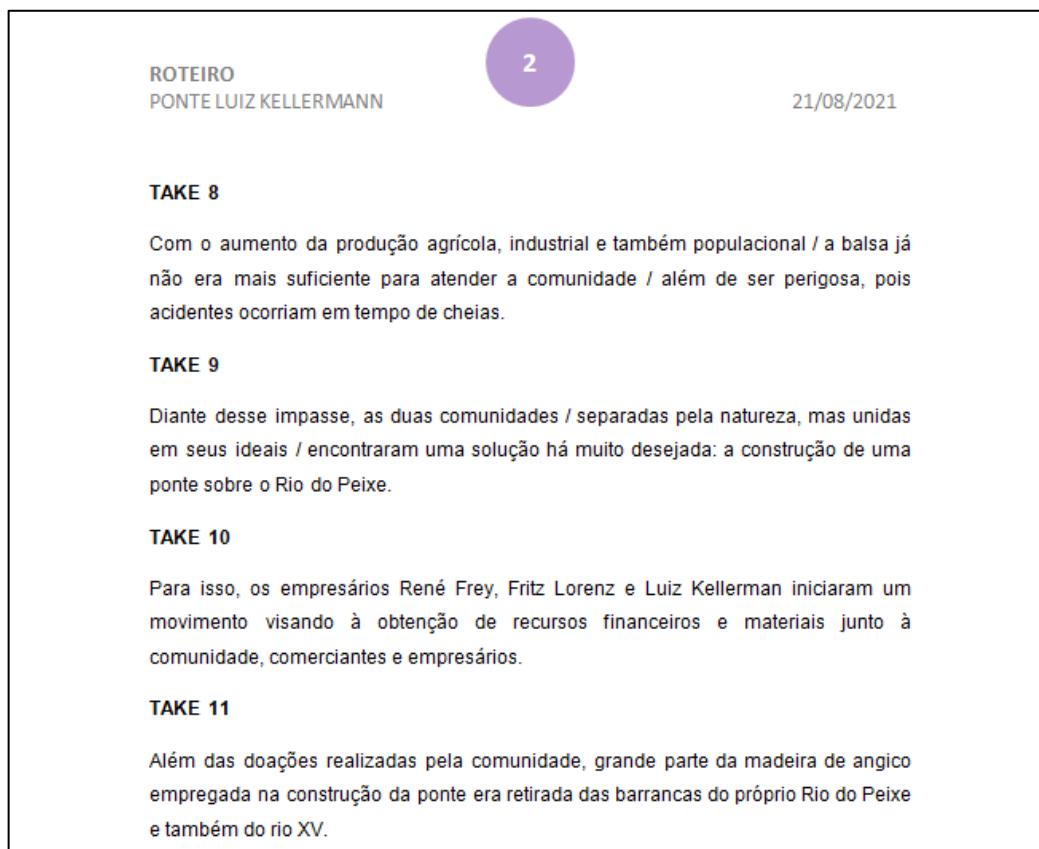 2
ROTEIRO
PONTE LUIZ KELLERMANN
21/08/2021
TAKE 8
Com o aumento da produção agrícola, industrial e também populacional / a balsa já
não era mais suficiente para atender a comunidade / além de ser perigosa, pois
acidentes ocorriam em tempo de cheias.
TAKE 9
Diante desse impasse, as duas comunidades / separadas pela natureza, mas unidas
em seus ideais / encontraram uma solução há muito desejada: a construção de uma
ponte sobre o Rio do Peixe.
TAKE 10
Para isso, os empresários René Frey, Fritz Lorenz e Luiz Kellerman iniciaram um
movimento visando à obtenção de recursos financeiros e materiais junto à
comunidade, comerciantes e empresários.
TAKE 11
Além das doações realizadas pela comunidade, grande parte da madeira de angico
empregada na construção da ponte era retirada das barrancas do próprio Rio do Peixe
e também do rio XV.